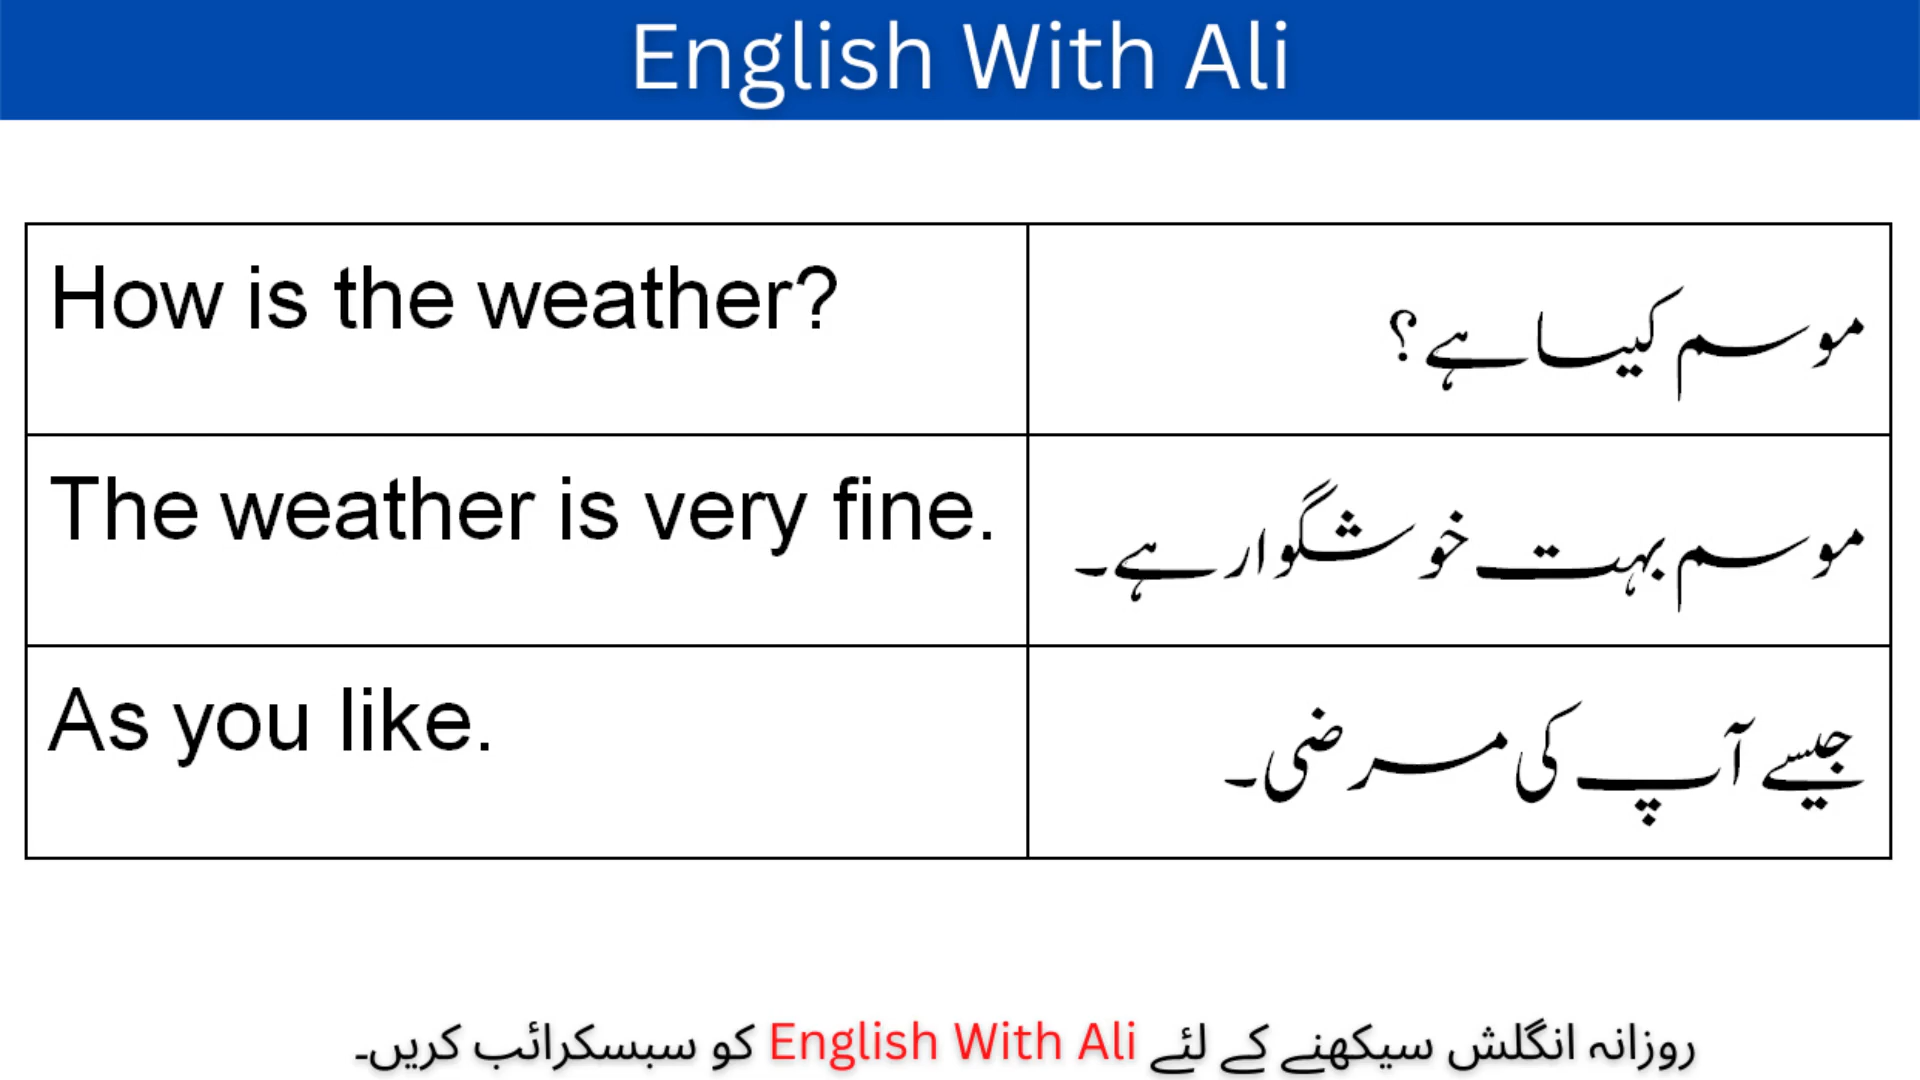 English With Ali
How is the weather?
موسم کیسا ہے؟
The weather is very fine.
موسم بہت خوشگوار ہے۔
As you like.
جیسے آپ کی مرضی۔
روزانہ انگلش سیکھنے کے لئے English With Ali کو سبسکرائب کریں۔